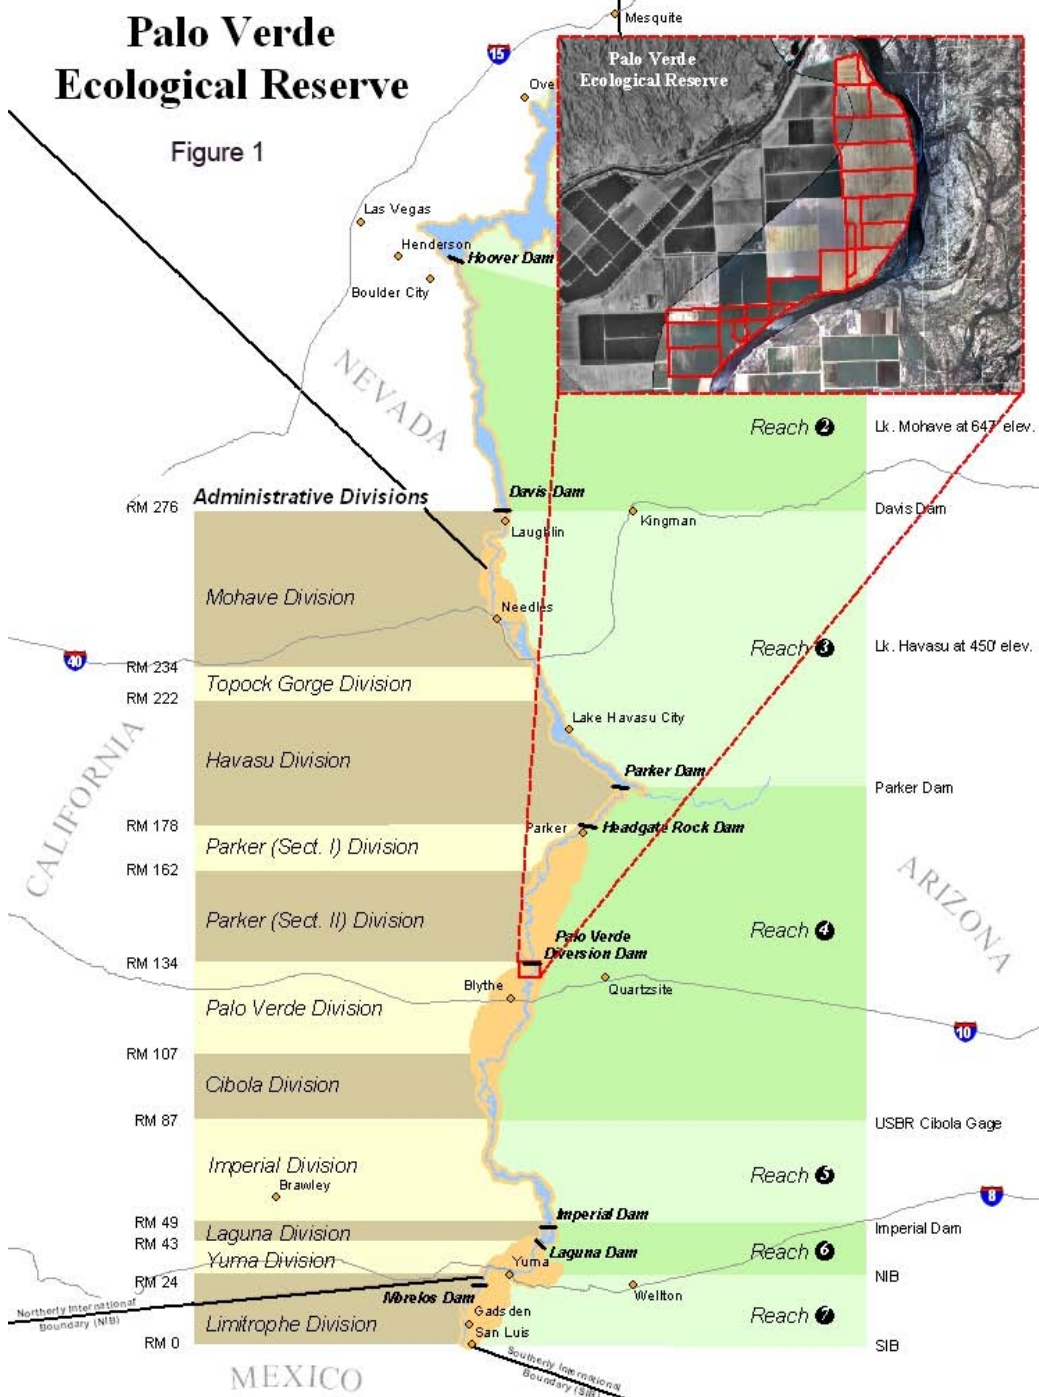 Palo Verde
Ecological Reserve
Figure 1
Mesquite
15
Palo Verde
Ecological Reserve
Ove
Las Vegas
Henderson
Hoover Dam
Boulder City
NEVADA
Reach 2
Lk. Mohave at 647' elev.
Administrative Divisions
Davis Dam
RM 276
Davis Dam
Kingman
Laughlin
Mohave Division
Needles
40
Reach 3
Lk. Havasu at 450' elev.
RM 234
Topock Gorge Division
RM 222
Lake Havasu City
Havasu Division
Parker Dam
Parker Dam
CALIFORNIA
RM 178
Parker
Headgate Rock Dam
Parker (Sect. I) Division
RM 162
ARIZONA
Parker (Sect. II) Division
Reach 4
Palo Verde
Diversion Dam
RM 134
Blythe
Quartzsite
Palo Verde Division
10
RM 107
Cibola Division
RM 87
USBR Cibola Gage
Imperial Division
Reach 5
Brawley
8
RM 49
Imperial Dam
Imperial Dam
Laguna Division
RM 43
Laguna Dam
Reach 6
Yuma Division
Yuma
NIB
RM 24
Morelos Dam
Wellton
Northerly International
Boundary (NIB)
Gadsden
Reach 7
Limitrophe Division
San Luis
RM 0
SIB
Southerly International
Boundary (SIB)
MEXICO